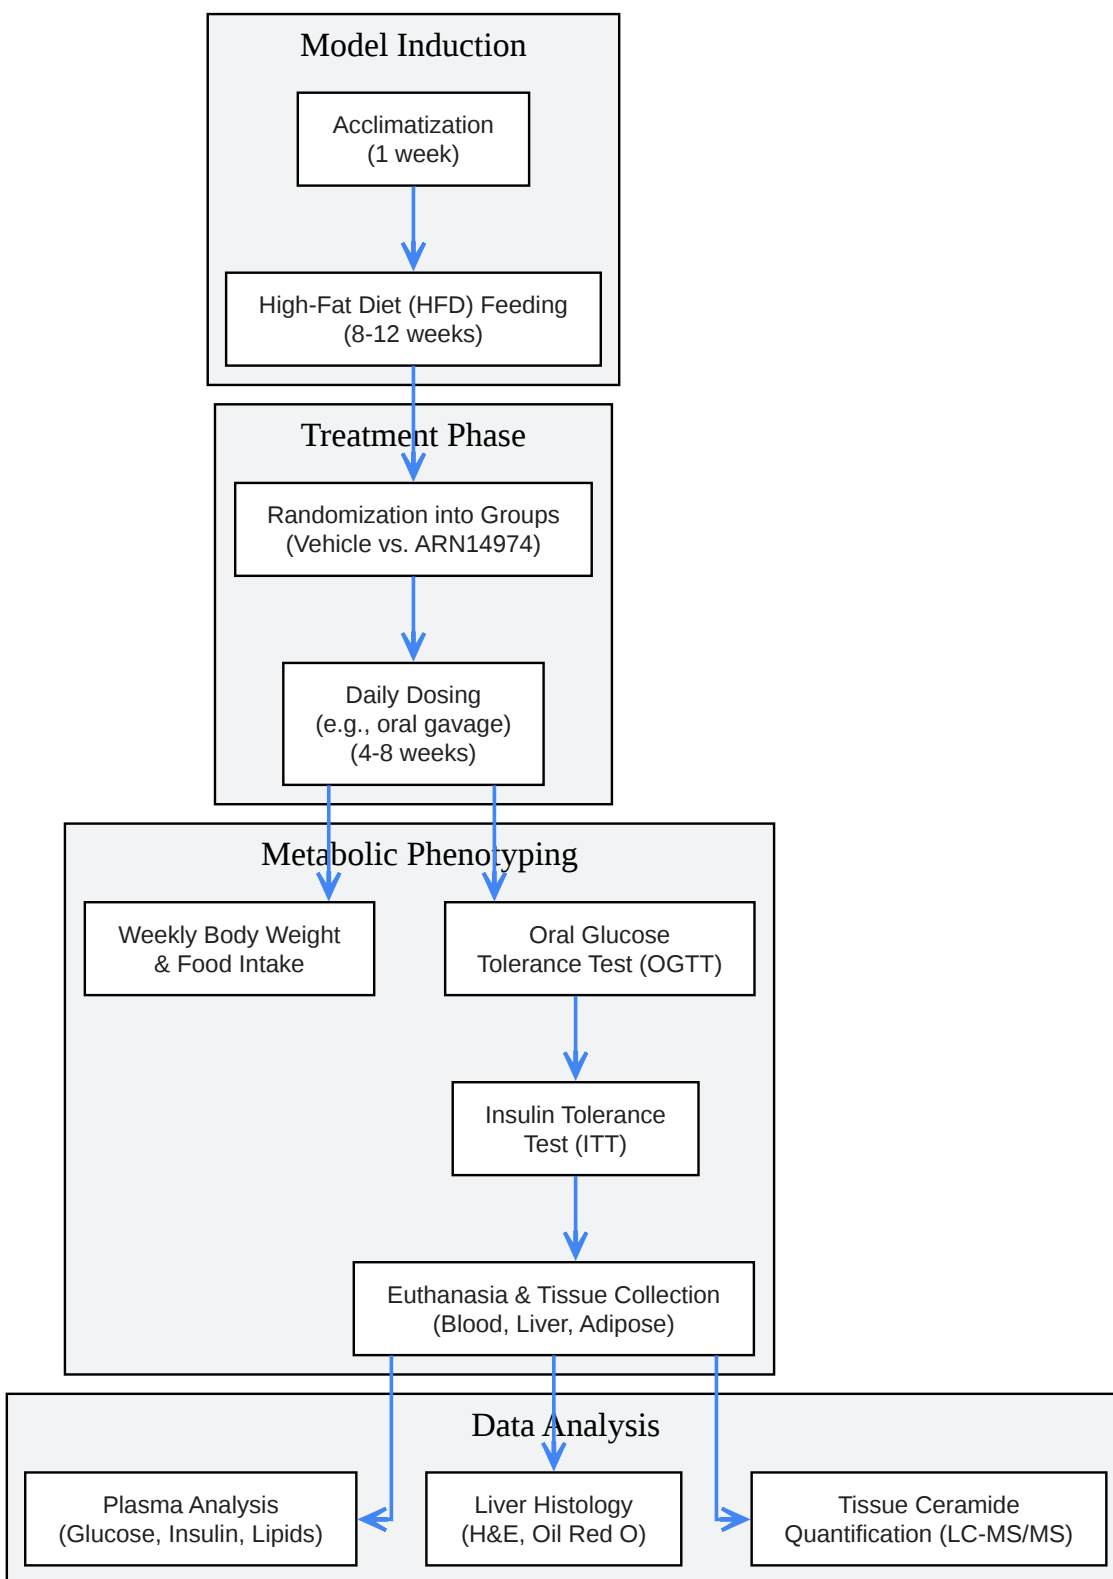 Model Induction
Acclimatization
(1 week)
High-Fat Diet (HFD) Feeding
(8-12 weeks)
Treatment Phase
Randomization into Groups
(Vehicle vs. ARN14974)
Daily Dosing
(e.g., oral gavage)
(4-8 weeks)
Metabolic Phenotyping
Weekly Body Weight
& Food Intake
Oral Glucose
Tolerance Test (OGTT)
Insulin Tolerance
Test (ITT)
Euthanasia & Tissue Collection
(Blood, Liver, Adipose)
Data Analysis
Plasma Analysis
(Glucose, Insulin, Lipids)
Liver Histology
(H&E, Oil Red O)
Tissue Ceramide
Quantification (LC-MS/MS)